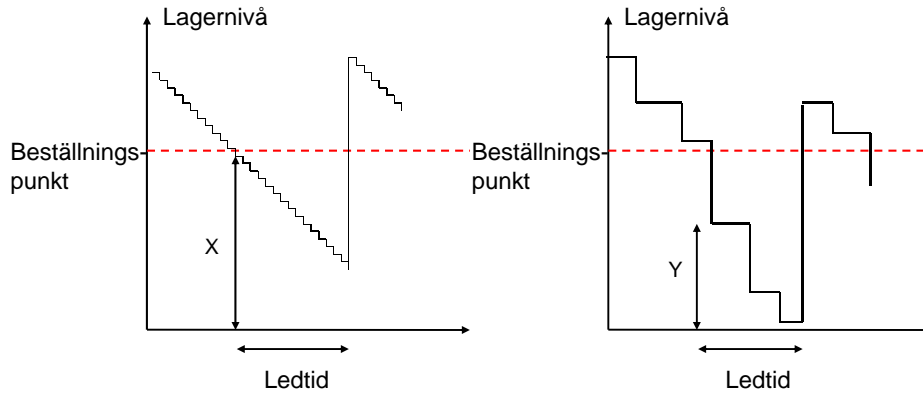 Lagernivå
Beställnings
punkt
X
Ledtid
Lagernivå
Beställnings
punkt
Y
Ledtid